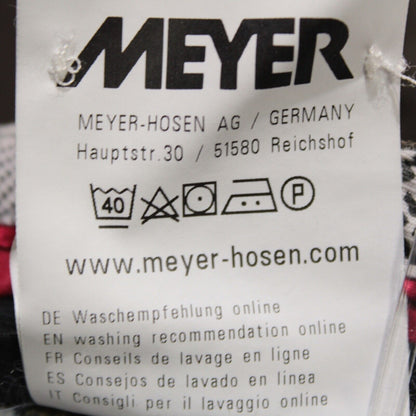 MEYER
MEYER-HOSEN AG / GERMANY
Hauptstr.30 / 51580 Reichshof
40 P
www.meyer-hosen.com
DE Waschempfehlung online
EN washing recommendation online
FR Conseils de lavage en ligne
ES Consejos de lavado en linea
IT Consigli per il lavaggio online